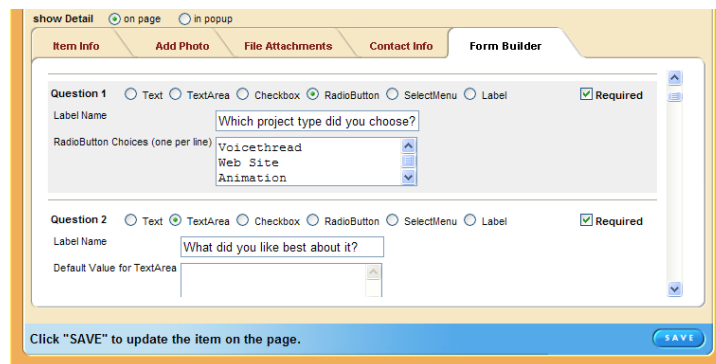 show Detail on page in popup
Item Info Add Photo File Attachments Contact Info Form Builder
Question 1 Text TextArea Checkbox RadioButton SelectMenu Label Required
Label Name Which project type did you choose?
RadioButton Choices (one per line) Voicethread
Web Site
Animation
Question 2 Text TextArea Checkbox RadioButton SelectMenu Label Required
Label Name What did you like best about it?
Default Value for TextArea
Click "SAVE" to update the item on the page. SAVE